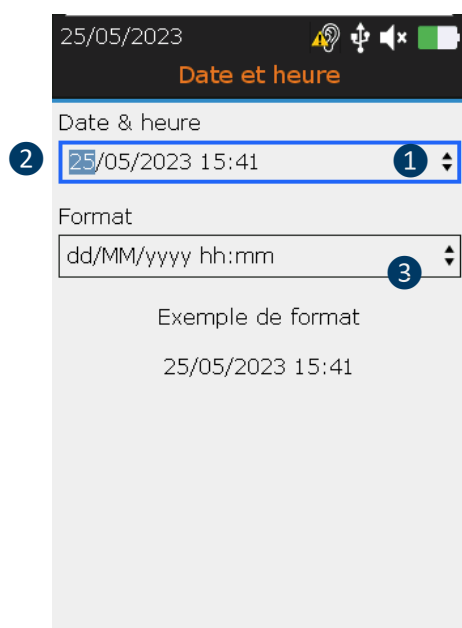 25/05/2023
Date et heure
Date & heure
2
25/05/2023 15:41
1
Format
dd/MM/yyyy hh:mm
3
Exemple de format
25/05/2023 15:41